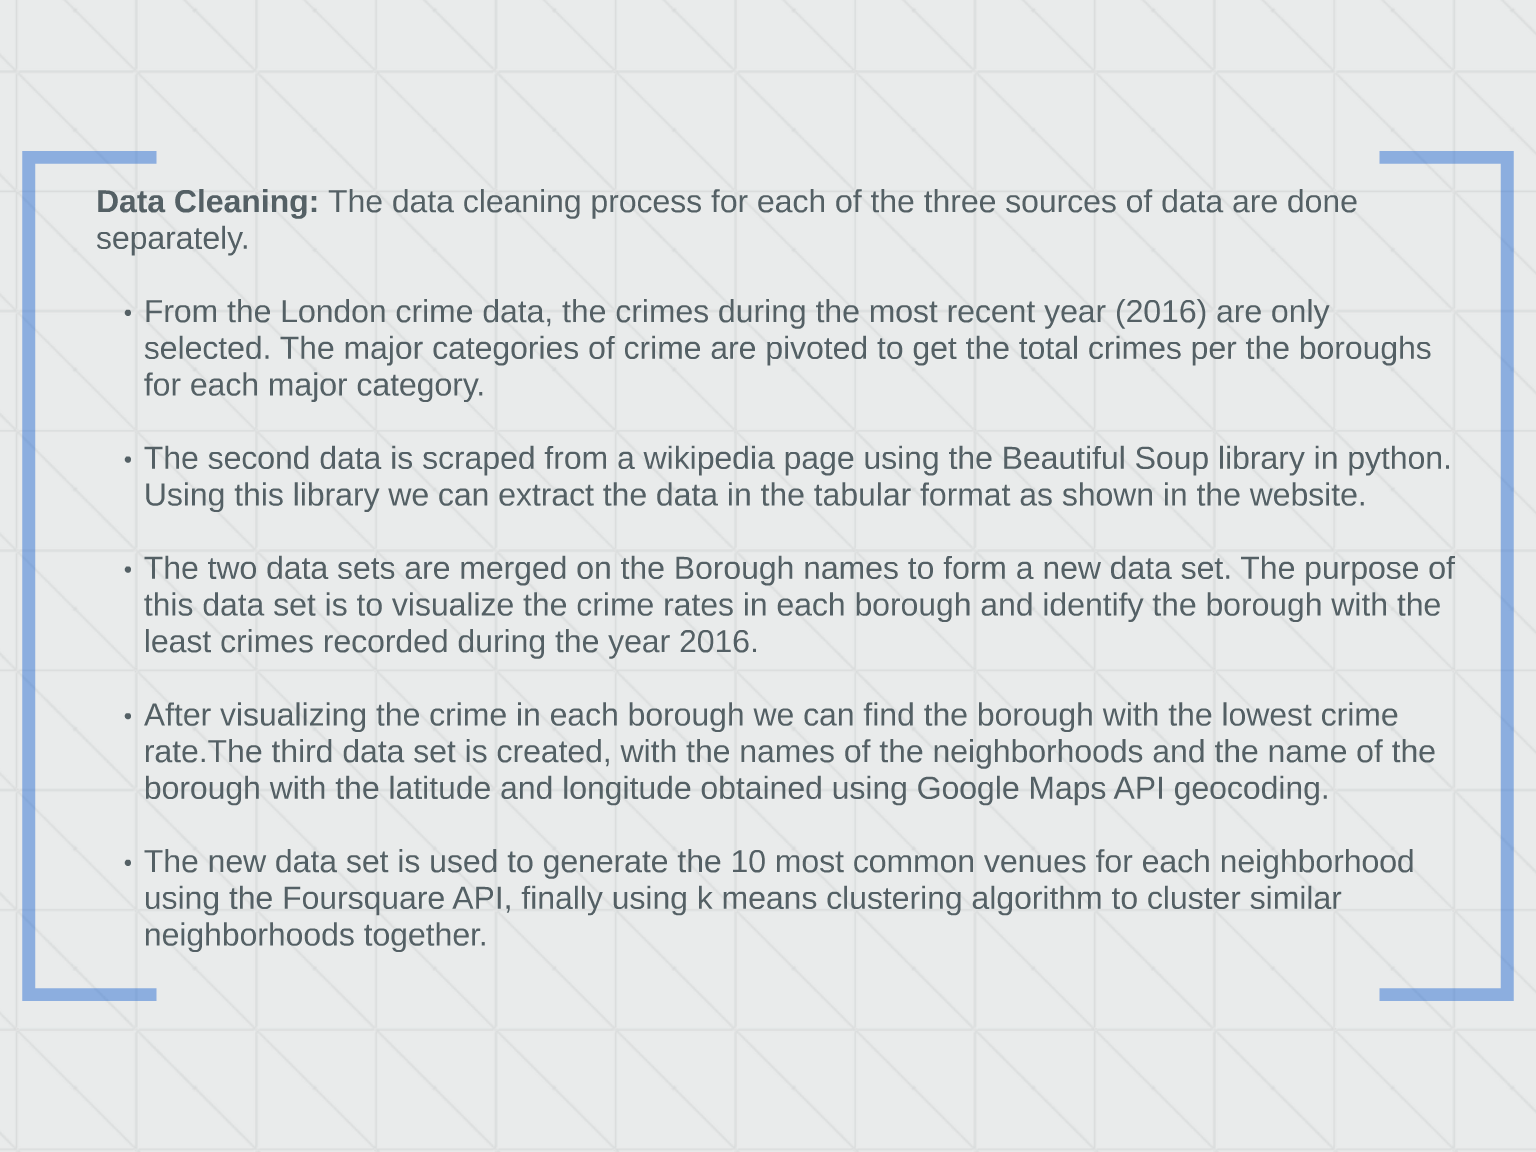 Data Cleaning: The data cleaning process for each of the three sources of data are done
separately.
• From the London crime data, the crimes during the most recent year (2016) are only
selected. The major categories of crime are pivoted to get the total crimes per the boroughs
for each major category.
• The second data is scraped from a wikipedia page using the Beautiful Soup library in python.
Using this library we can extract the data in the tabular format as shown in the website.
• The two data sets are merged on the Borough names to form a new data set. The purpose of
this data set is to visualize the crime rates in each borough and identify the borough with the
least crimes recorded during the year 2016.
• After visualizing the crime in each borough we can find the borough with the lowest crime
rate.The third data set is created, with the names of the neighborhoods and the name of the
borough with the latitude and longitude obtained using Google Maps API geocoding.
• The new data set is used to generate the 10 most common venues for each neighborhood
using the Foursquare API, finally using k means clustering algorithm to cluster similar
neighborhoods together.